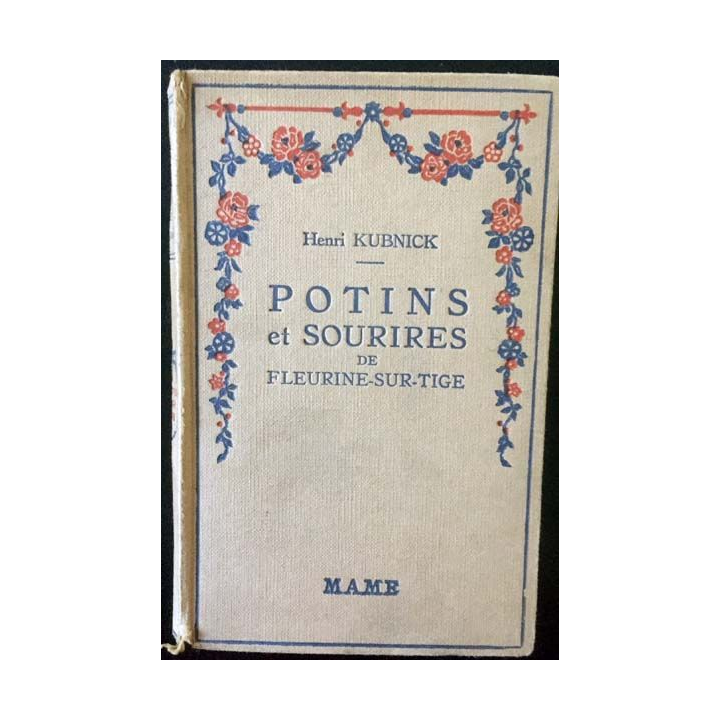 Henri KUBNICK
POTINS
et SOURIRES
DE
FLEURINE-SUR-TIGE
MAME